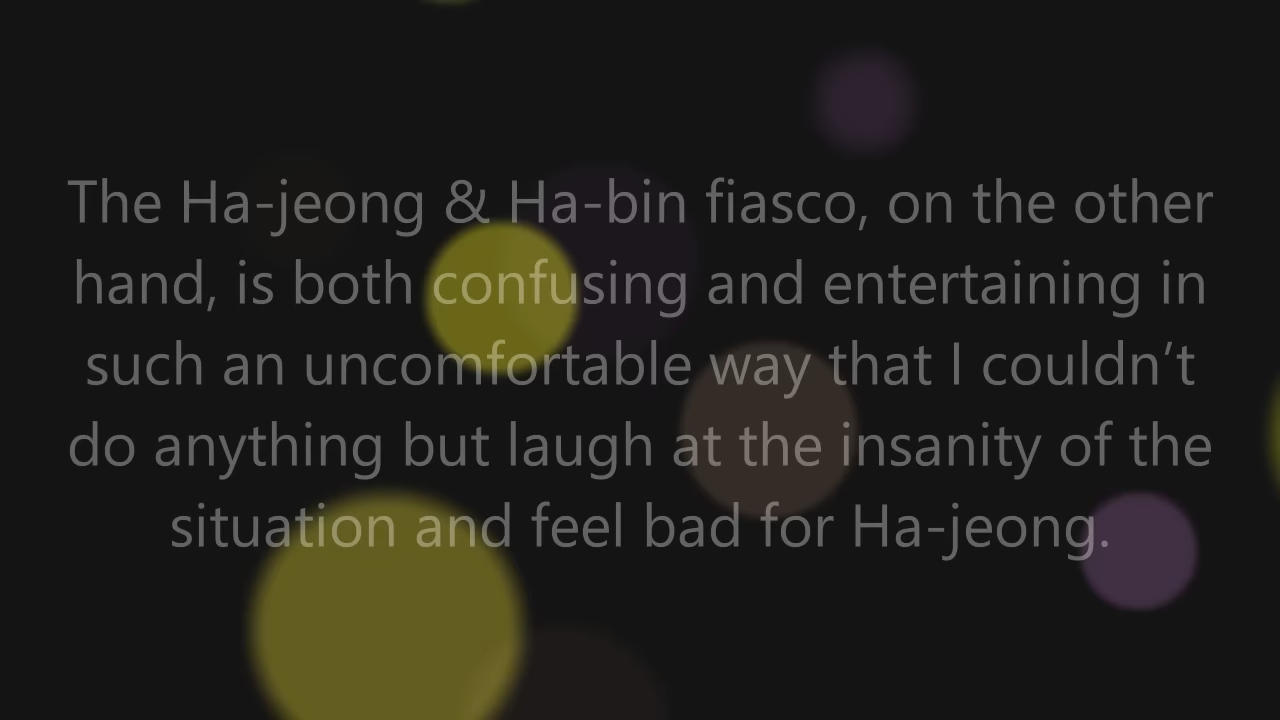 The Ha-jeong & Ha-bin fiasco, on the other
hand, is both confusing and entertaining in
such an uncomfortable way that I couldn’t
do anything but laugh at the insanity of the
situation and feel bad for Ha-jeong.